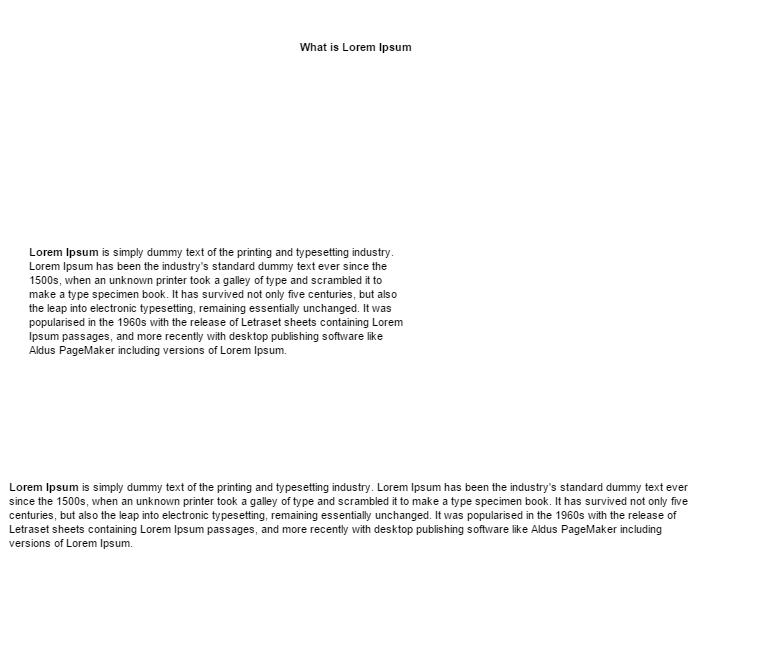 What is Lorem Ipsum
Lorem Ipsum is simply dummy text of the printing and typesetting industry.
Lorem Ipsum has been the industry's standard dummy text ever since the
1500s, when an unknown printer took a galley of type and scrambled it to
make a type specimen book. It has survived not only five centuries, but also
the leap into electronic typesetting, remaining essentially unchanged. It was
popularised in the 1960s with the release of Letraset sheets containing Lorem
Ipsum passages, and more recently with desktop publishing software like
Aldus PageMaker including versions of Lorem Ipsum.
Lorem Ipsum is simply dummy text of the printing and typesetting industry. Lorem Ipsum has been the industry's standard dummy text ever
since the 1500s, when an unknown printer took a galley of type and scrambled it to make a type specimen book. It has survived not only five
centuries, but also the leap into electronic typesetting, remaining essentially unchanged. It was popularised in the 1960s with the release of
Letraset sheets containing Lorem Ipsum passages, and more recently with desktop publishing software like Aldus PageMaker including
versions of Lorem Ipsum.